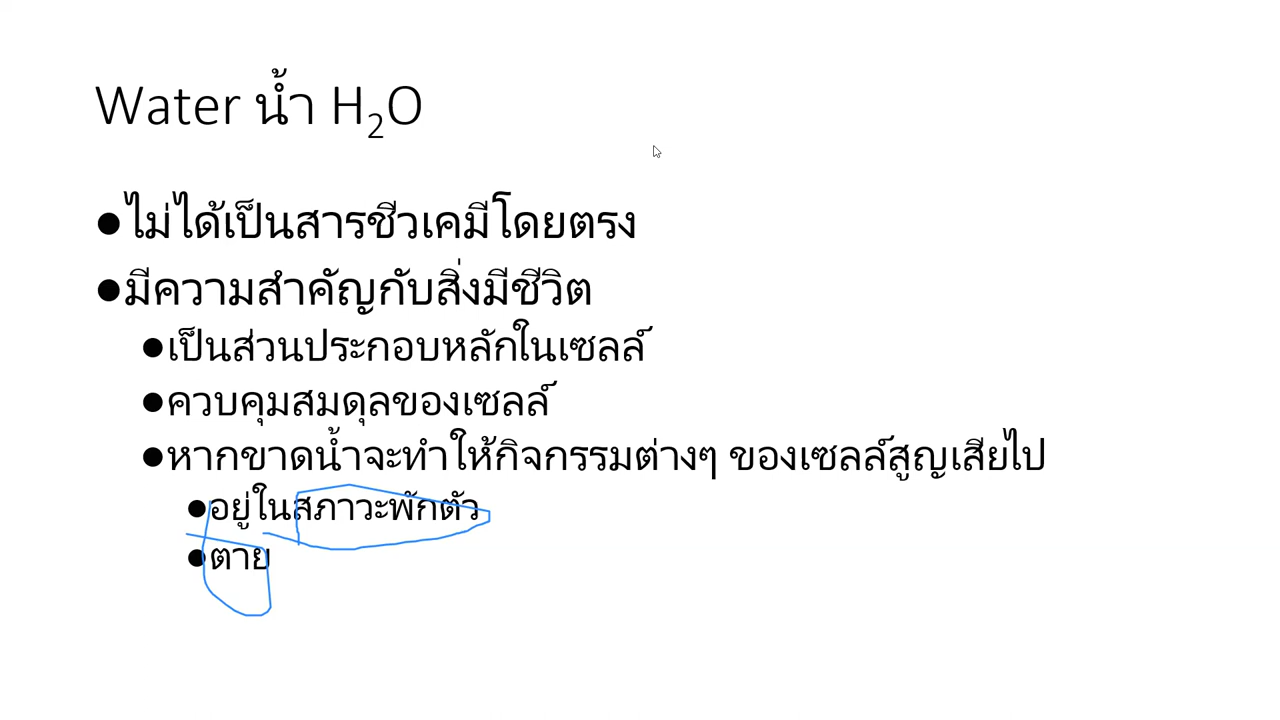 Water น้ำ H₂O
●ไม่ได้เป็นสารชีวเคมีโดยตรง
●มีความสำคัญกับสิ่งมีชีวิต
●เป็นส่วนประกอบหลักในเซลล์
●ควบคุมสมดุลของเซลล์
●หากขาดน้ำจะทำให้กิจกรรมต่างๆ ของเซลล์สูญเสียไป
●อยู่ในสภาวะพักตัว
●ตาย